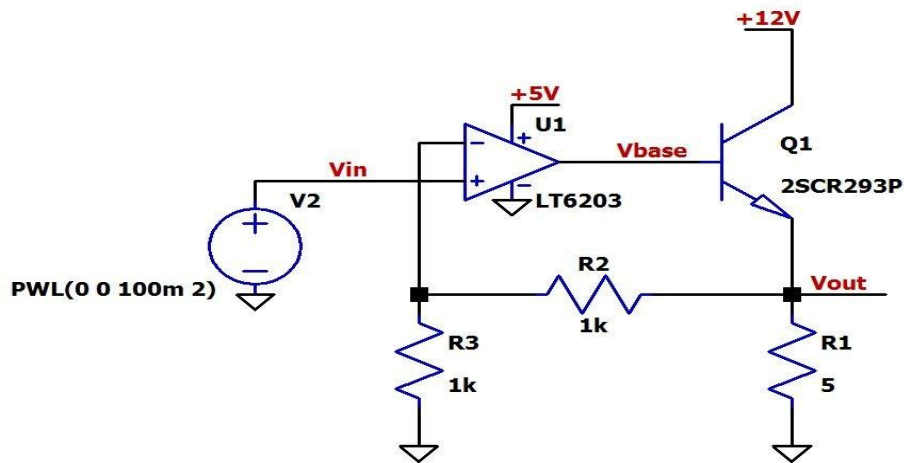 +12V
+5V
U1
Vbase
Q1
Vin
V2
LT6203
2SCR293P
PWL(0 0 100m 2)
R2
Vout
1k
R3
R1
1k
5